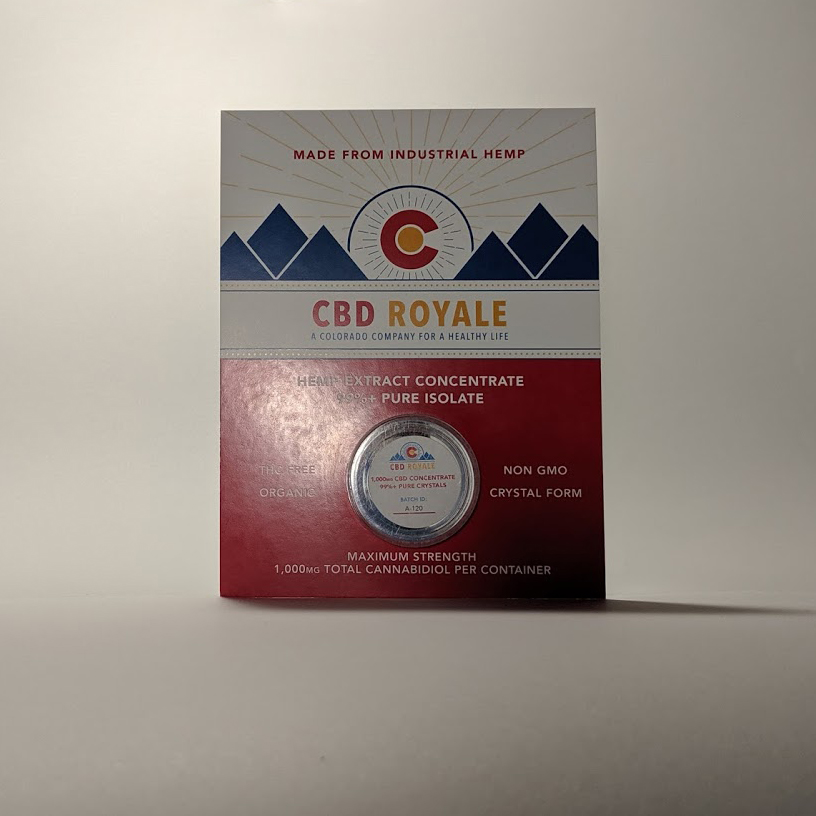 MADE FROM INDUSTRIAL HEMP
CBD ROYALE
A COLORADO COMPANY FOR A HEALTHY LIFE
HEMP EXTRACT CONCENTRATE
99%+ PURE ISOLATE
THC FREE
ORGANIC
NON GMO
CRYSTAL FORM
CBD ROYALE
1,000MG CBD CONCENTRATE
99%+ PURE CRYSTALS
BATCH ID:
A-120
MAXIMUM STRENGTH
1,000MG TOTAL CANNABIDIOL PER CONTAINER